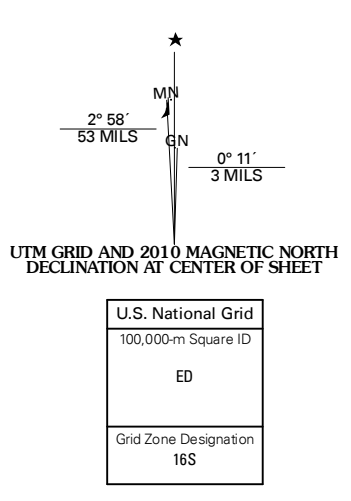 MN
2° 58´
53 MILS
GN
0° 11´
3 MILS
UTM GRID AND 2010 MAGNETIC NORTH
DECLINATION AT CENTER OF SHEET
U.S. National Grid
100,000-m Square ID
ED
Grid Zone Designation
16S